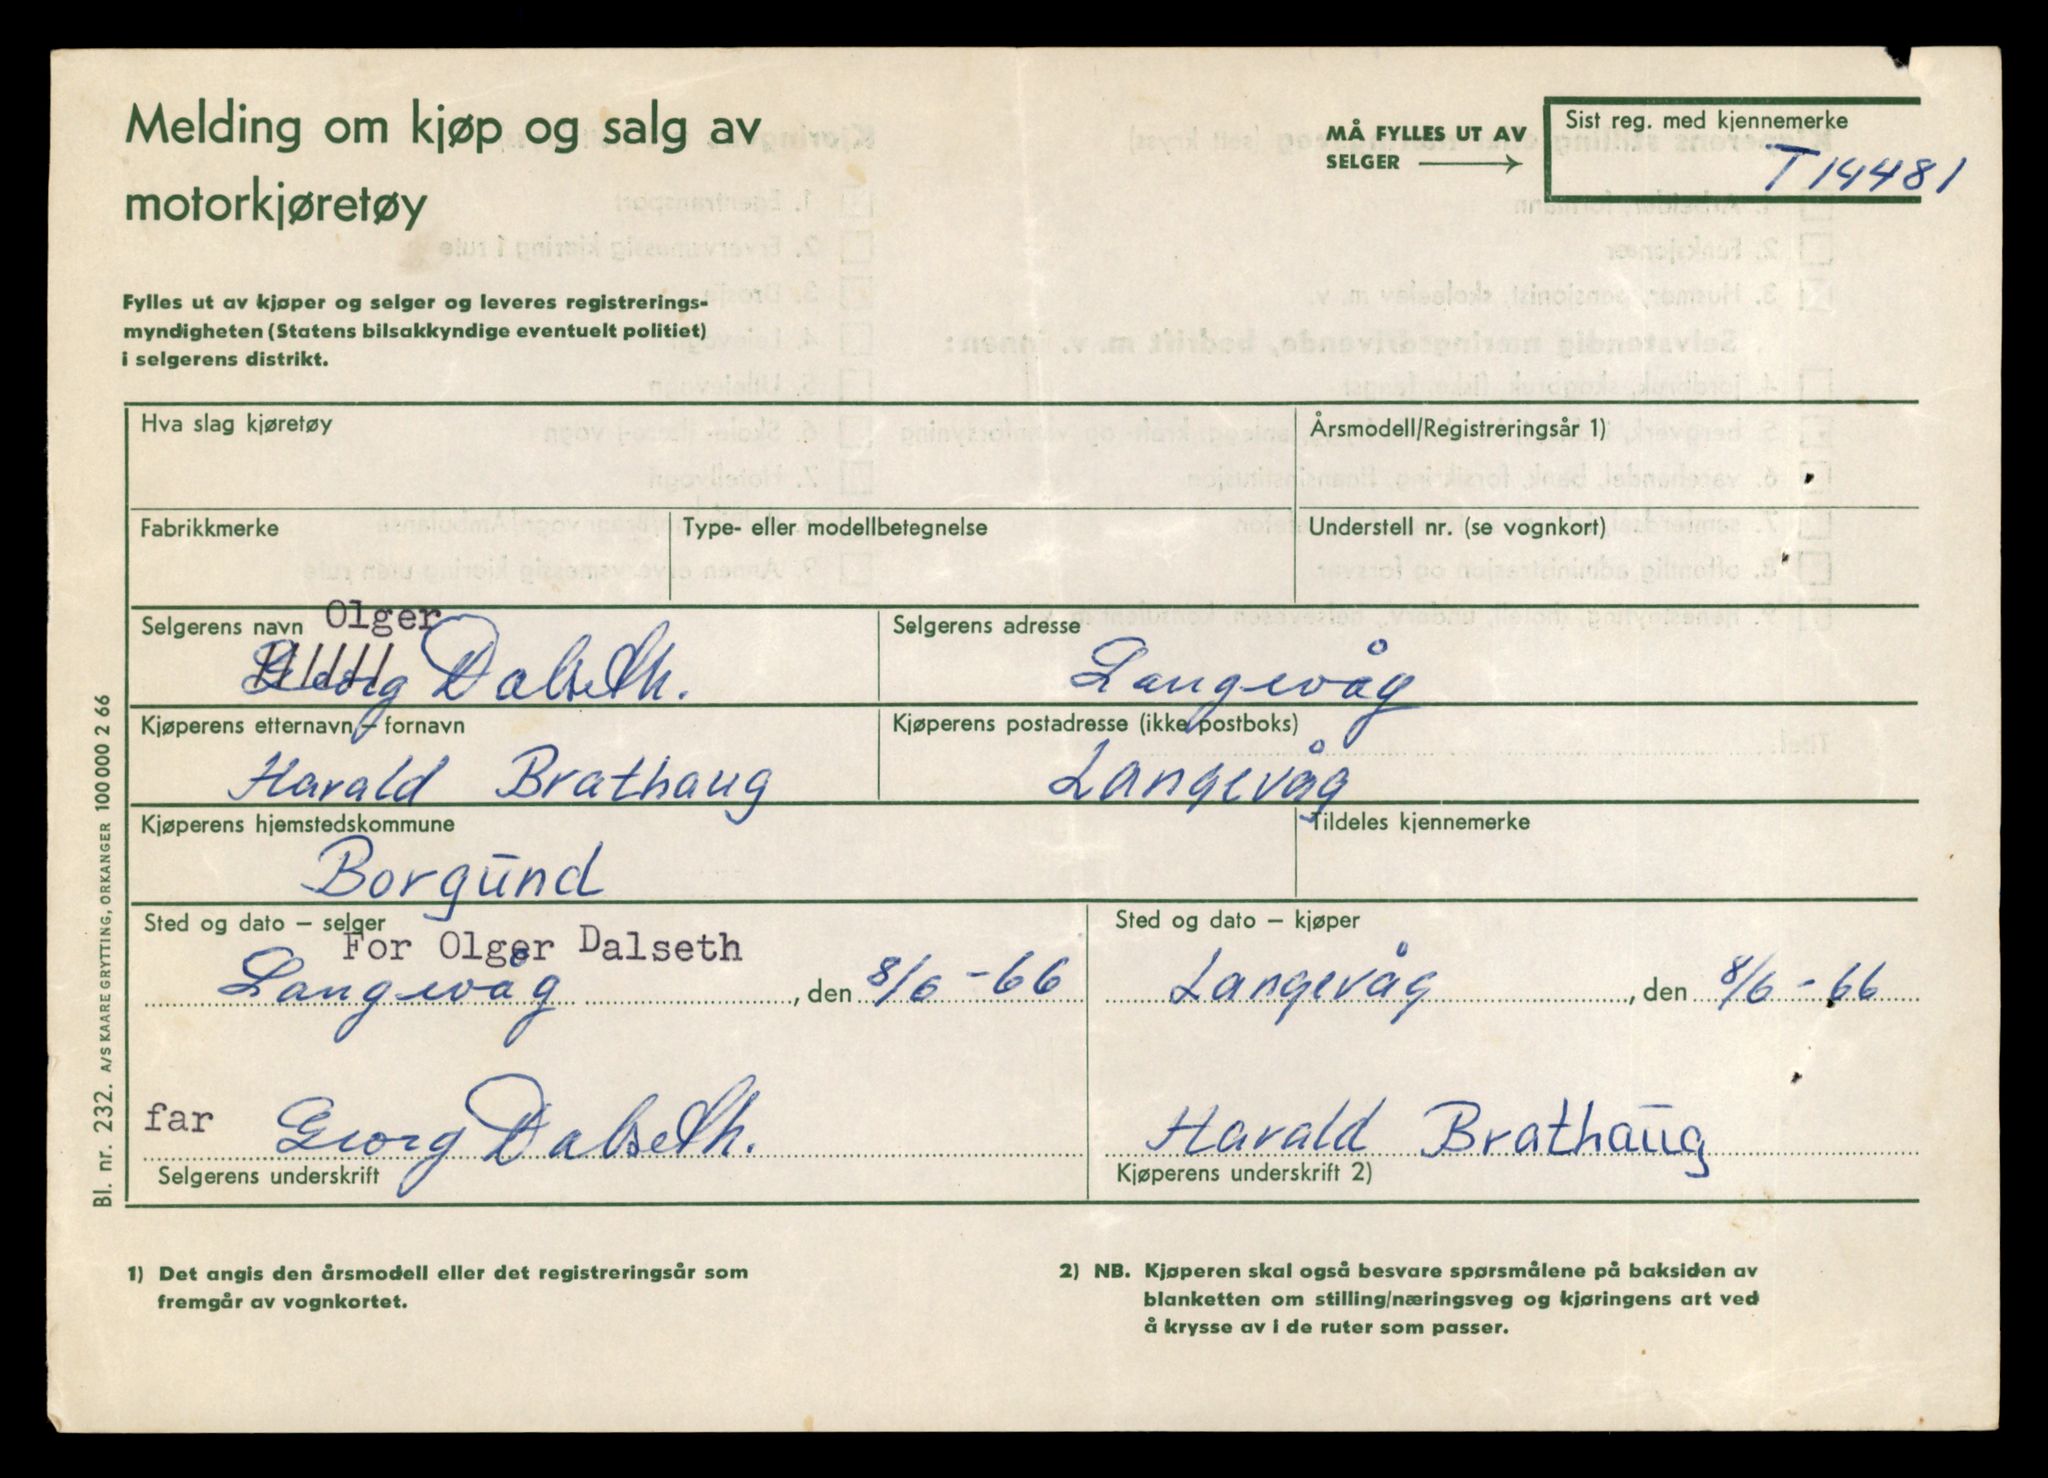 Melding om kjøp og salg av
motorkjøretøy
MÅ FYLLES UT AV
SELGER
Sist reg. med kjennemerke
T 14481
Fylles ut av kjøper og selger og leveres registrerings-
myndigheten (Statens bilsakkyndige eventuelt politiet)
i selgerens distrikt.
Hva slag kjøretøy
Årsmodell/Registreringsår 1)
Fabrikkmerke
Type- eller modellbetegnelse
Understell nr. (se vognkort)
Selgerens navn Olger
Georg Dalseth.
Selgerens adresse
Langevåg
Kjøperens etternavn – fornavn
Harald Brathaug
Kjøperens postadresse (ikke postboks)
Langevåg
Kjøperens hjemstedskommune
Borgund
Tildeles kjennemerke
Sted og dato – selger
For Olger Dalseth
Langevåg, den 8/6 - 66
Sted og dato – kjøper
Langevåg, den 8/6 - 66
far Georg Dalseth.
Selgerens underskrift
Harald Brathaug
Kjøperens underskrift 2)
1) Det angis den årsmodell eller det registreringsår som
fremgår av vognkortet.
2) NB. Kjøperen skal også besvare spørsmålene på baksiden av
blanketten om stilling/næringsveg og kjøringens art ved
å krysse av i de ruter som passer.
Bl. nr. 232. A/S KAARE GRYTTING, ORKANGER 100 000 2 66